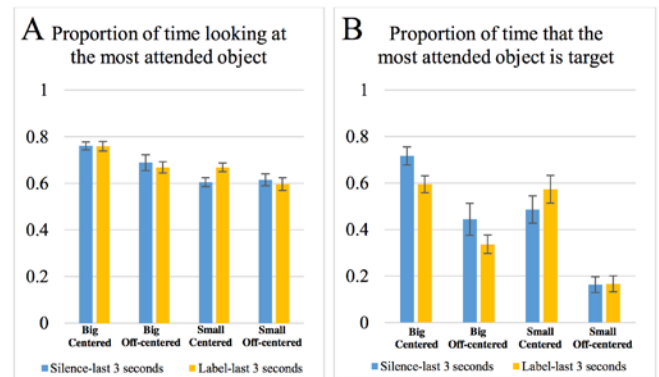 A Proportion of time looking at
the most attended object
1
0.8
0.6
0.4
0.2
0
Big
Centered
Big
Off-centered
Small
Centered
Small
Off-centered
Silence-last 3 seconds
Label-last 3 seconds
B Proportion of time that the
most attended object is target
1
0.8
0.6
0.4
0.2
0
Big
Centered
Big
Off-centered
Small
Centered
Small
Off-centered
Silence-last 3 seconds
Label-last 3 seconds